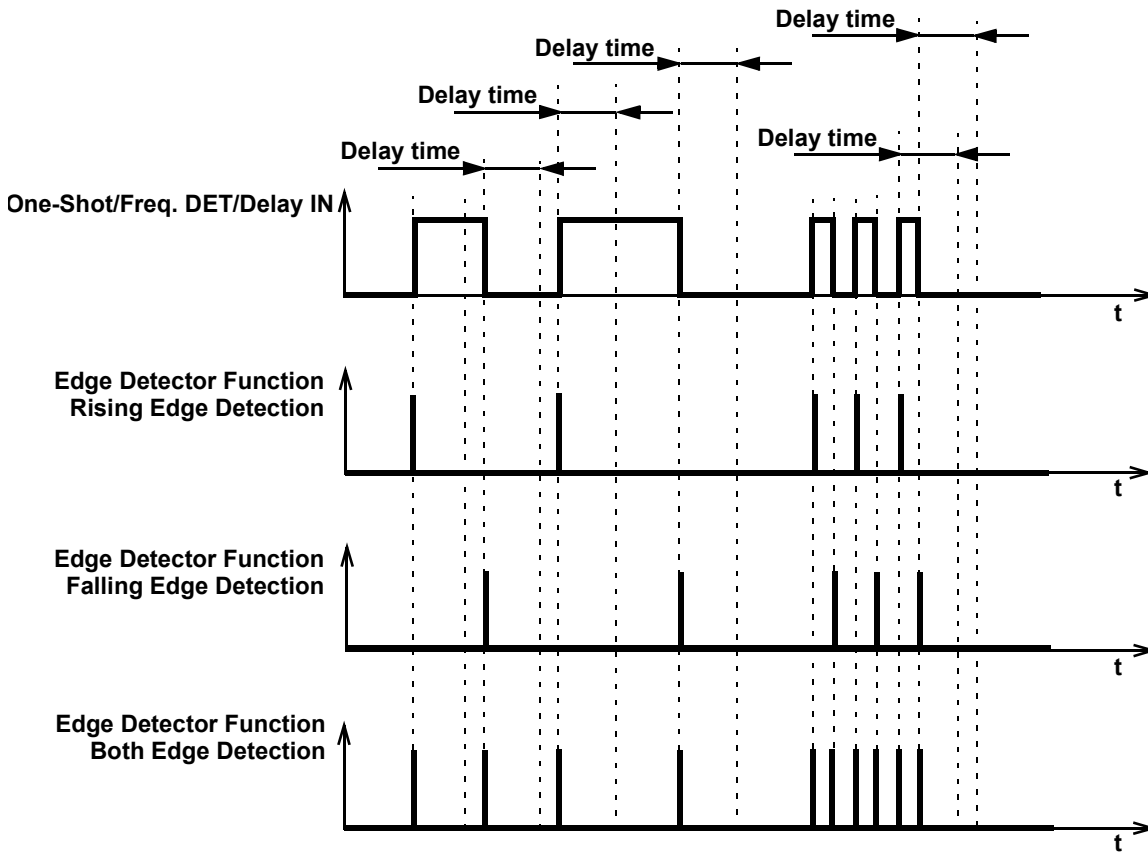 Delay time
Delay time
Delay time
Delay time
Delay time
One-Shot/Freq. DET/Delay IN
t
Edge Detector Function
Rising Edge Detection
t
Edge Detector Function
Falling Edge Detection
t
Edge Detector Function
Both Edge Detection
t